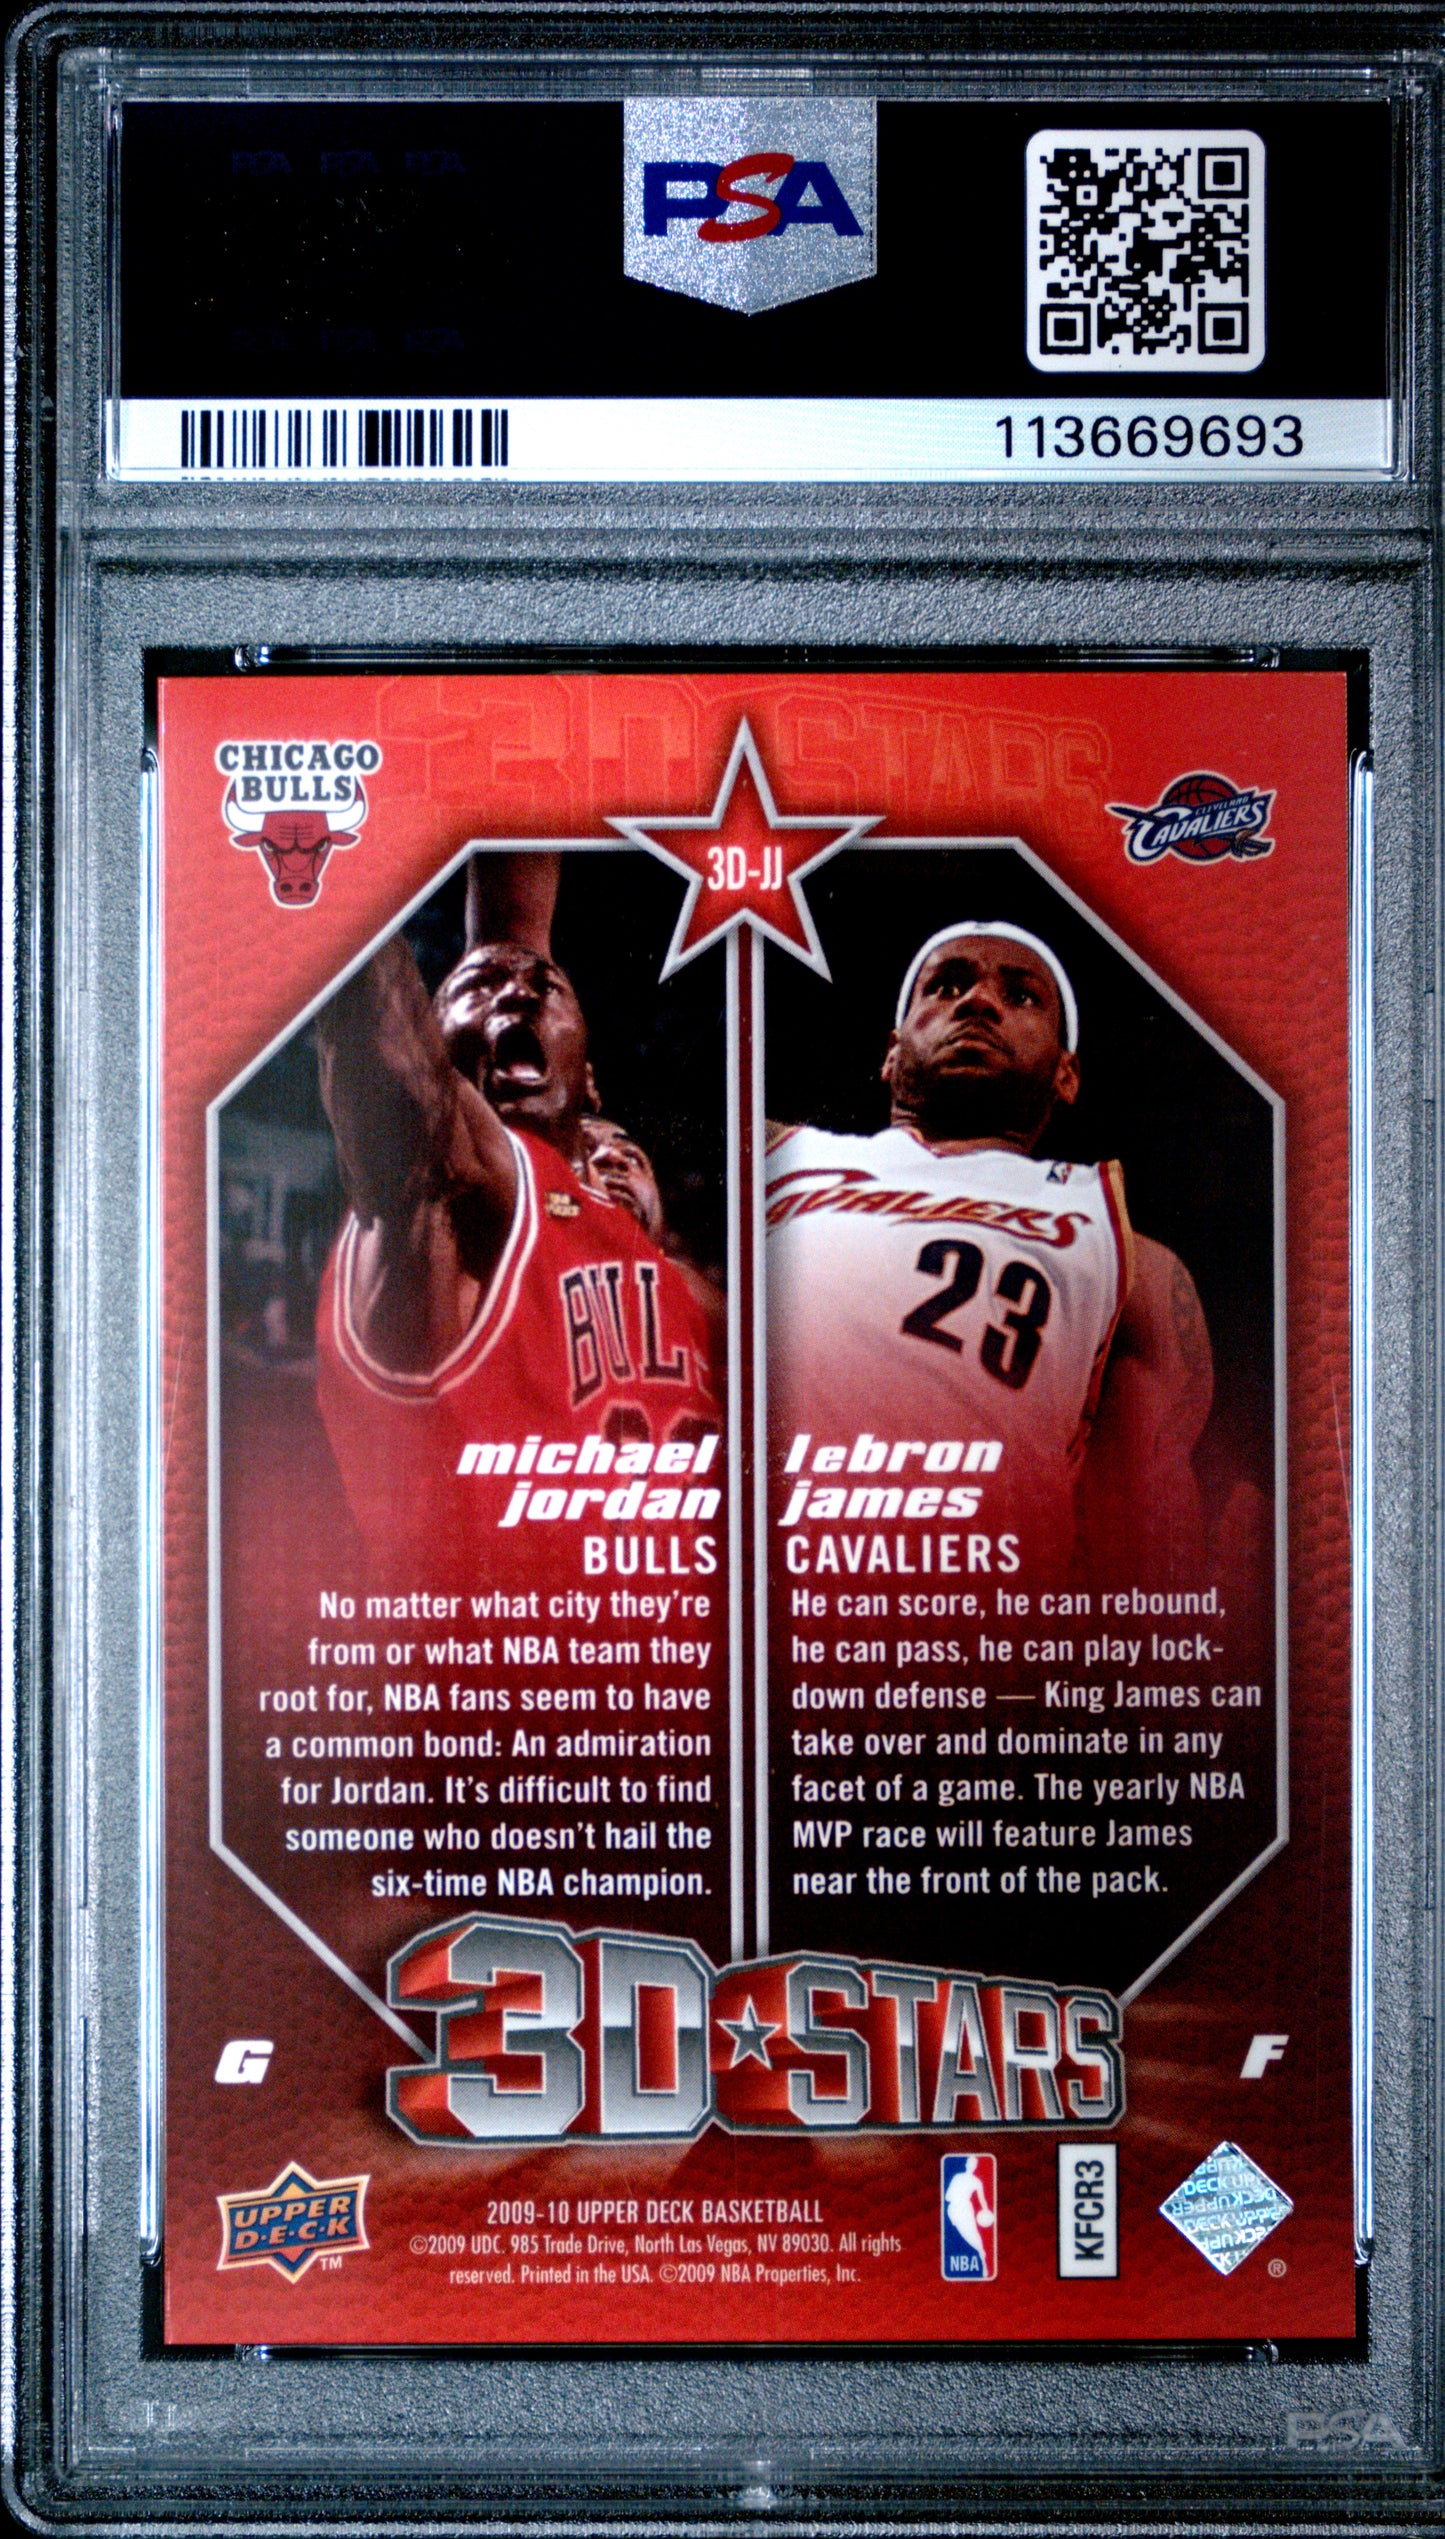 PSA
113669693
3D STARS
CHICAGO
BULLS
CLEVELAND
CAVALIERS
3D-JJ
BULL
CAVALIERS
23
michael
jordan
BULLS
No matter what city they're
from or what NBA team they
root for, NBA fans seem to have
a common bond: An admiration
for Jordan. It's difficult to find
someone who doesn't hail the
six-time NBA champion.
lebron
james
CAVALIERS
He can score, he can rebound,
he can pass, he can play lock-
down defense — King James can
take over and dominate in any
facet of a game. The yearly NBA
MVP race will feature James
near the front of the pack.
3D★STARS
G
F
UPPER
D·E·C·K
TM
2009-10 UPPER DECK BASKETBALL
©2009 UDC. 985 Trade Drive, North Las Vegas, NV 89030. All rights
reserved. Printed in the USA. ©2009 NBA Properties, Inc.
NBA
KFCR3
®
PSA